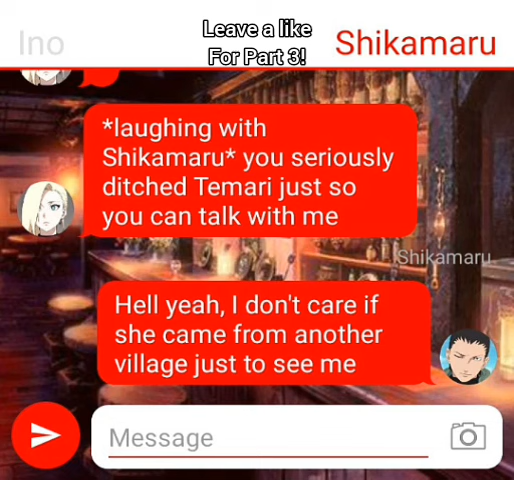 Leave a like
For Part 3!
Ino
Shikamaru
*laughing with
Shikamaru* you seriously
ditched Temari just so
you can talk with me
Shikamaru
Hell yeah, I don't care if
she came from another
village just to see me
Message